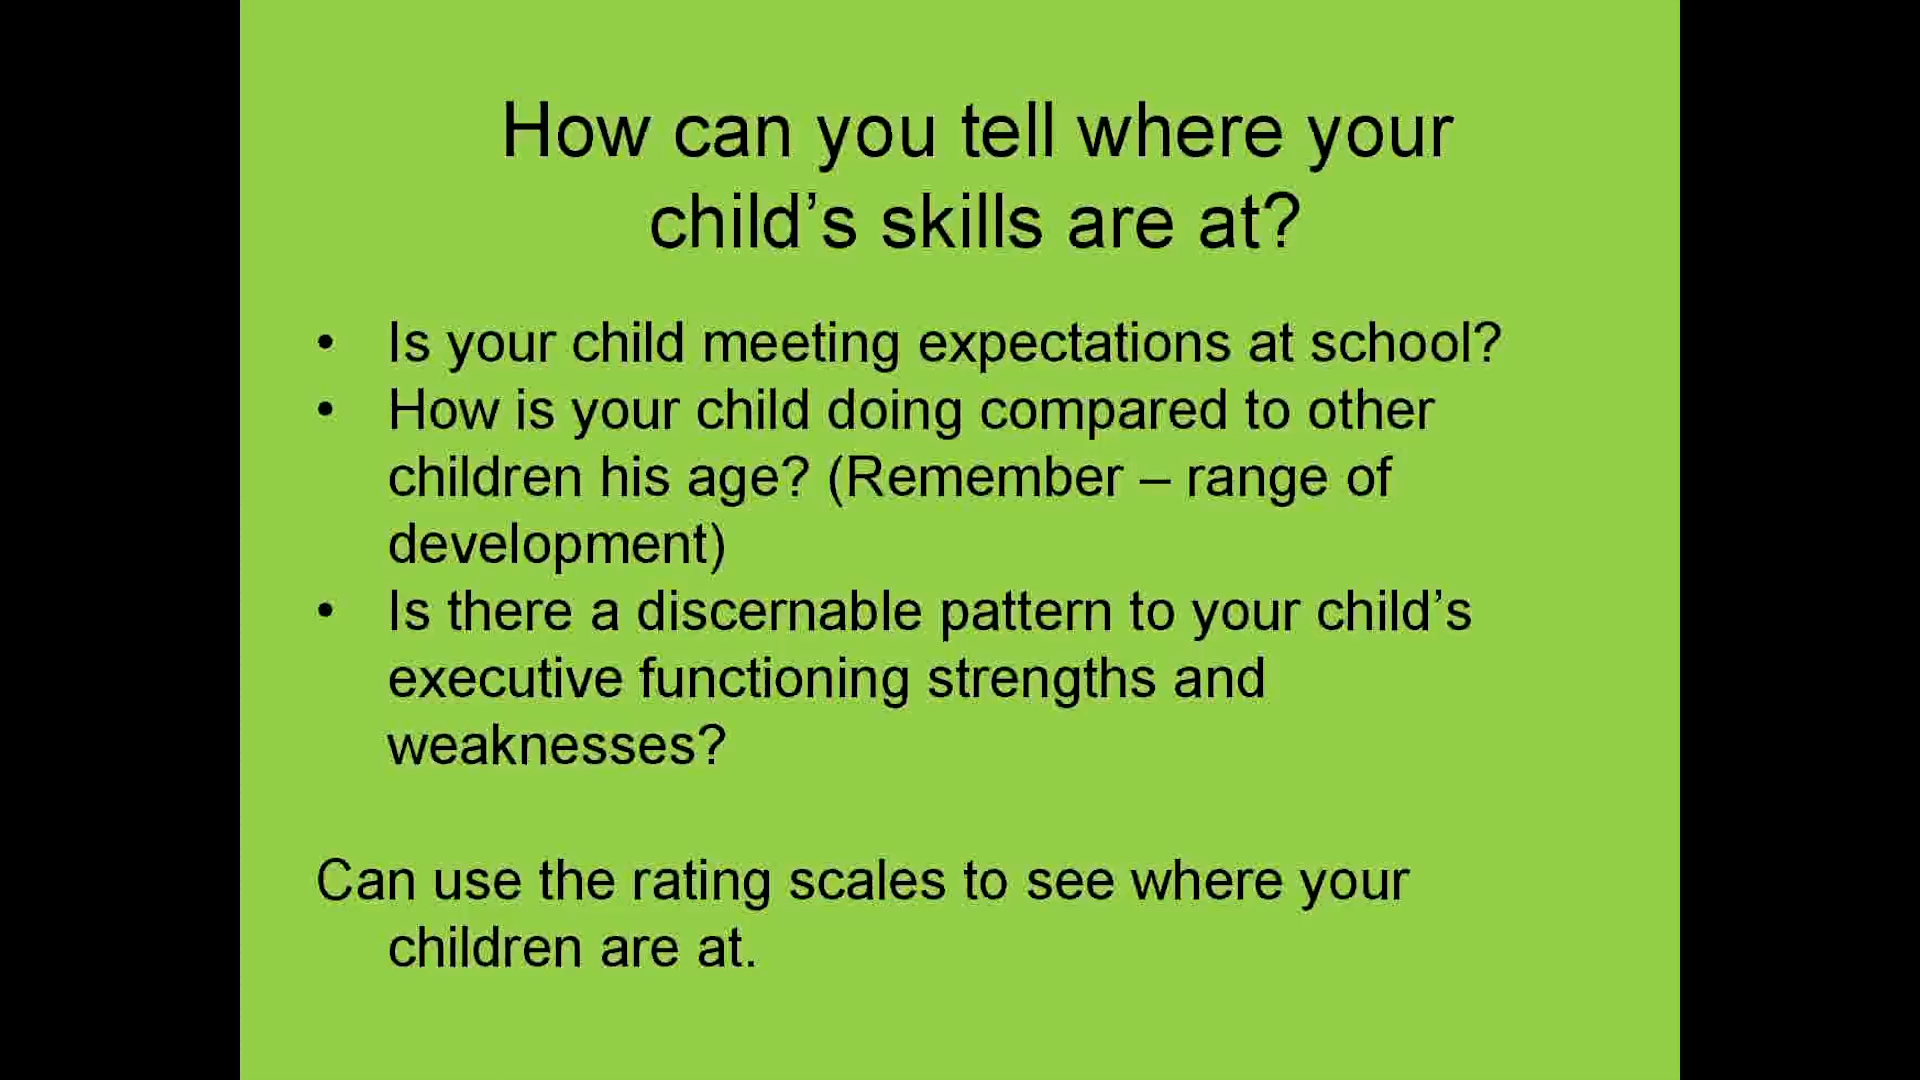 How can you tell where your
child’s skills are at?
• Is your child meeting expectations at school?
• How is your child doing compared to other
children his age? (Remember – range of
development)
• Is there a discernable pattern to your child’s
executive functioning strengths and
weaknesses?
Can use the rating scales to see where your
children are at.